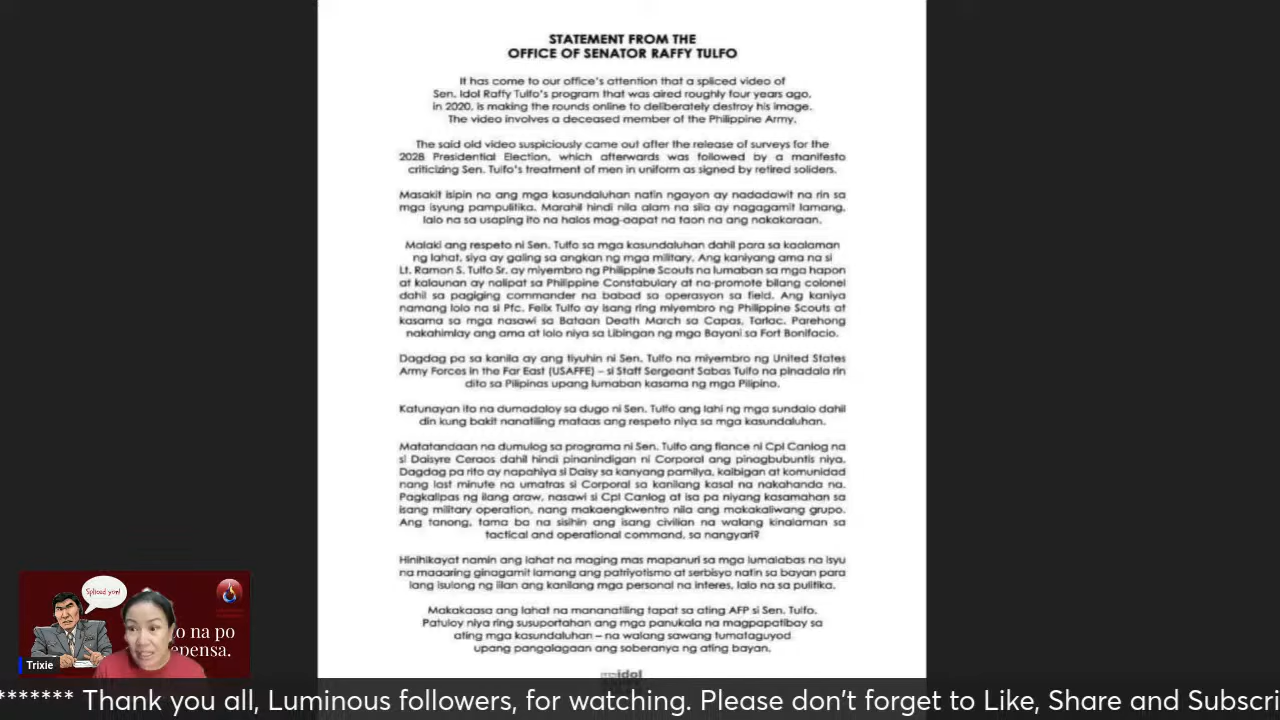 STATEMENT FROM THE
OFFICE OF SENATOR RAFFY TULFO
It has come to our office's attention that a spliced video of
Sen. Idol Raffy Tulfo's program that was aired roughly four years ago,
in 2020, is making the rounds online to deliberately destroy his image.
The video involves a deceased member of the Philippine Army.
The said old video suspiciously came out after the release of surveys for the
2028 Presidential Election, which afterwards was followed by a manifesto
criticizing Sen. Tulfo's treatment of men in uniform as signed by retired soliders.
Masakit isipin na ang mga kasundaluhan natin ngayon ay nadadawit na rin sa
mga isyung pampulitika. Marahil hindi nila alam na sila ay nagagamit lamang,
lalo na sa usaping ito na halos mag-aapat na taon na ang nakakaraan.
Malaki ang respeto ni Sen. Tulfo sa mga kasundaluhan dahil para sa kaalaman
ng lahat, siya ay galing sa angkan ng mga military. Ang kaniyang ama na si
Lt. Ramon S. Tulfo Sr. ay miyembro ng Philippine Scouts na lumaban sa mga hapon
at kalaunan ay nalipat sa Philippine Constabulary at na-promote bilang colonel
dahil sa pagiging commander na babad sa operasyon sa field. Ang kaniya
namang lolo na si Pfc. Felix Tulfo ay isang ring miyembro ng Philippine Scouts at
kasama sa mga nasawi sa Bataan Death March sa Capas, Tarlac. Parehong
nakahimlay ang ama at lolo niya sa Libingan ng mga Bayani sa Fort Bonifacio.
Dagdag pa sa kanila ay ang tiyuhin ni Sen. Tulfo na miyembro ng United States
Army Forces in the Far East (USAFFE) – si Staff Sergeant Sabas Tulfo na pinadala rin
dito sa Pilipinas upang lumaban kasama ng mga Pilipino.
Katunayan ito na dumadaloy sa dugo ni Sen. Tulfo ang lahi ng mga sundalo dahil
din kung bakit nanatiling mataas ang respeto niya sa mga kasundaluhan.
Matatandaan na dumulog sa programa ni Sen. Tulfo ang fiance ni Cpl Canlog na
si Daisyre Ceraos dahil hindi pinanindigan ni Corporal ang pinagbubuntis niya.
Dagdag pa rito ay napahiya si Daisy sa kanyang pamilya, kaibigan at komunidad
nang last minute na umatras si Corporal sa kanilang kasal na nakahanda na.
Pagkalipas ng ilang araw, nasawi si Cpl Canlog at isa pa niyang kasamahan sa
isang military operation, nang makaengkwentro nila ang makakaliwang grupo.
Ang tanong, tama ba na sisihin ang isang civilian na walang kinalaman sa
tactical and operational command, sa nangyari?
Hinihikayat namin ang lahat na maging mas mapanuri sa mga lumalabas na isyu
na maaring ginagamit lamang ang patriyotismo at serbisyo natin sa bayan para
lang isulong ng iilan ang kanilang mga personal na interes, lalo na sa pulitika.
Makakaasa ang lahat na mananatiling tapat sa ating AFP si Sen. Tulfo.
Patuloy niya ring susuportahan ang mga panukala na magpapatibay sa
ating mga kasundaluhan – na walang sawang tumataguyod
upang pangalagaan ang soberanya ng ating bayan.
idol
Spliced yan!
o na po
epensa.
Trixie
******* Thank you all, Luminous followers, for watching. Please don't forget to Like, Share and Subscri